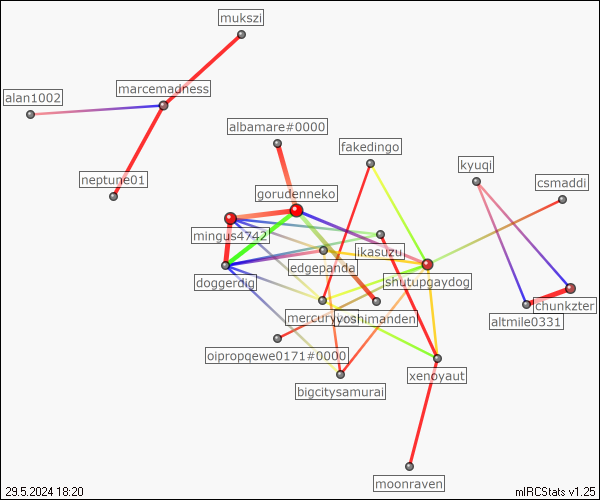 mukszi
marcemadness
alan1002
albamare#0000
fakedingo
kyuqi
neptune01
csmaddi
gorudenneko
mingus4742
ikasuzu
edgepanda
shutupgaydog
doggerdig
chunkzter
yoshimanden
altmile0331
oipropqewe0171#0000
xenoyaut
bigcitysamurai
moonraven
29.5.2024 18:20
mIRCStats v1.25